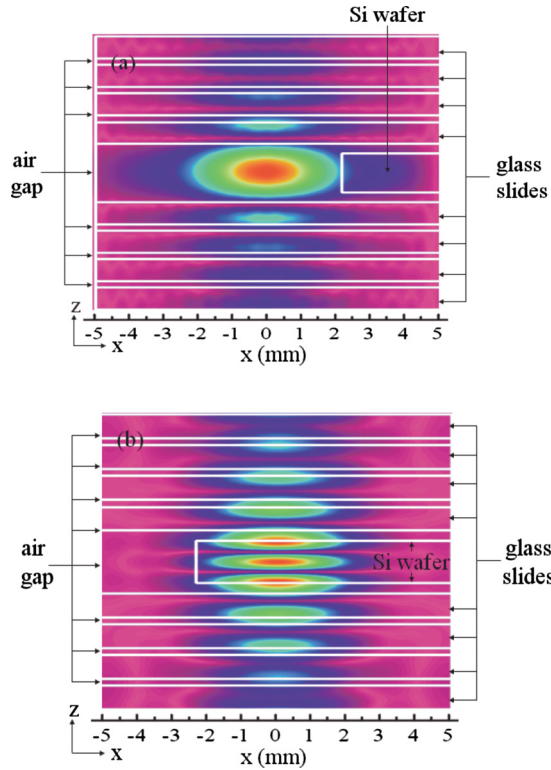 Si wafer
(a)
air
gap
glass
slides
z
x
-5 -4 -3 -2 -1 0 1 2 3 4 5
x (mm)
(b)
air
gap
Si wafer
glass
slides
z
x
-5 -4 -3 -2 -1 0 1 2 3 4 5
x (mm)